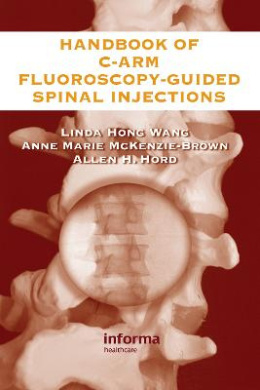 HANDBOOK OF
C-ARM
FLUOROSCOPY-GUIDED
SPINAL INJECTIONS
LINDA HONG WANG
ANNE MARIE MCKENZIE-BROWN
ALLEN H. HORD
informa
healthcare